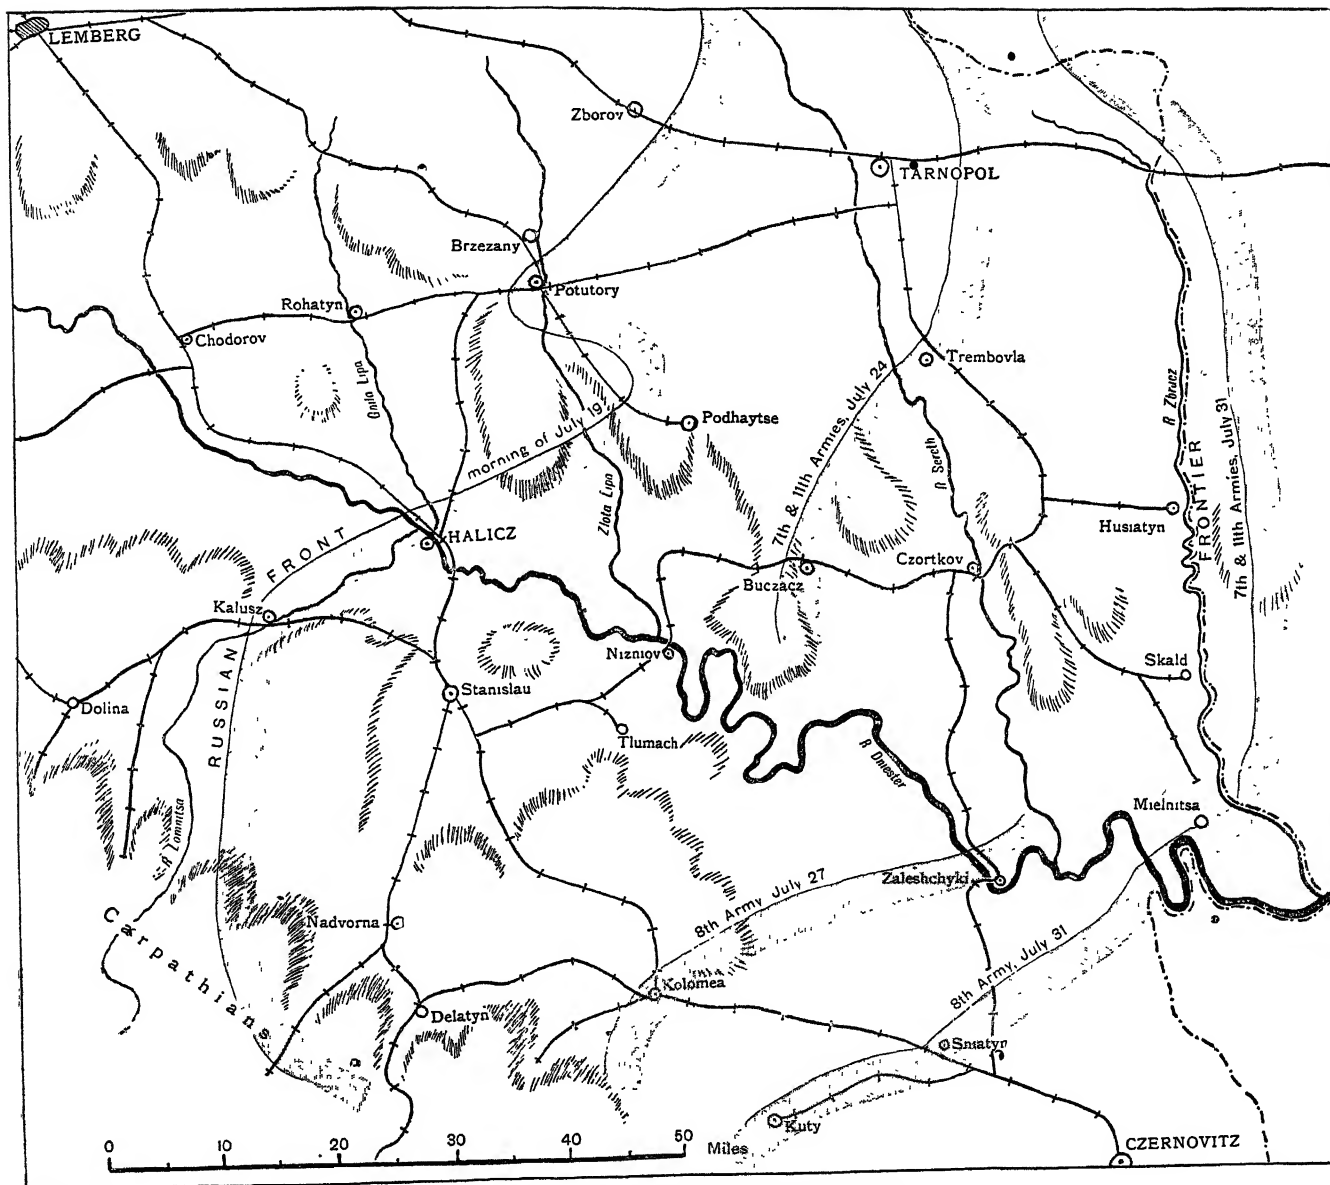 LEMBERG
Zborov
TARNOPOL
Brzezany
Potutory
Rohatyn
Chodorov
Gnila Lipa
Trembovla
7th & 11th Armies, July 24
R Zbrucz
Podhaytse
morning of July 19
R Sereth
Zlota Lipa
7th & 11th Armies, July 31
FRONTIER
Husiatyn
HALICZ
FRONT
Czortkov
Buczacz
Kalusz
Nizniov
Skald
RUSSIAN
Stanislau
Dolina
Tlumach
R Dniester
Mielnitsa
R Lomnitsa
Zaleshchyki
8th Army July 27
Nadvorna
Carpathians
8th Army, July 31
Kolomea
Delatyn
Sniatyn
Kuty
CZERNOVITZ
0 10 20 30 40 50 Miles